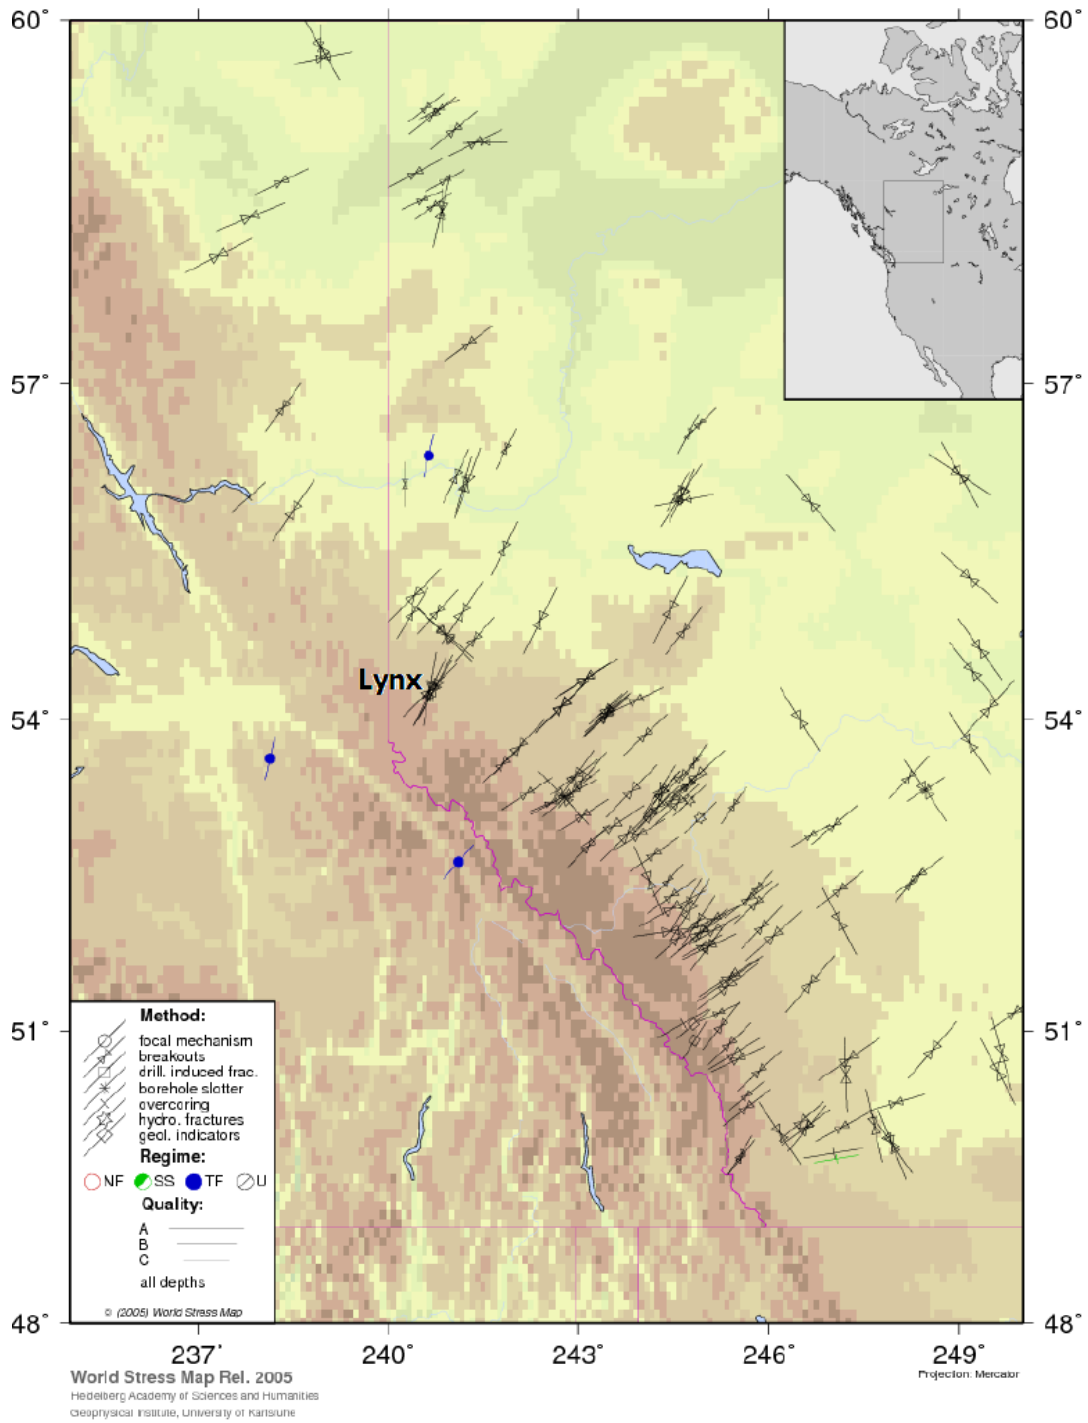 60° 60°
57° 57°
Lynx
54° 54°
51° 51°
Method:
focal mechanism
breakouts
drill. induced frac.
borehole slotter
overcoring
hydro. fractures
geol. indicators
Regime:
NF SS TF U
Quality:
A
B
C
all depths
© (2005) World Stress Map
48° 48°
237° 240° 243° 246° 249°
World Stress Map Rel. 2005
Projection: Mercator
Heidelberg Academy of Sciences and Humanities
Geophysical Institute, University of Karlsruhe